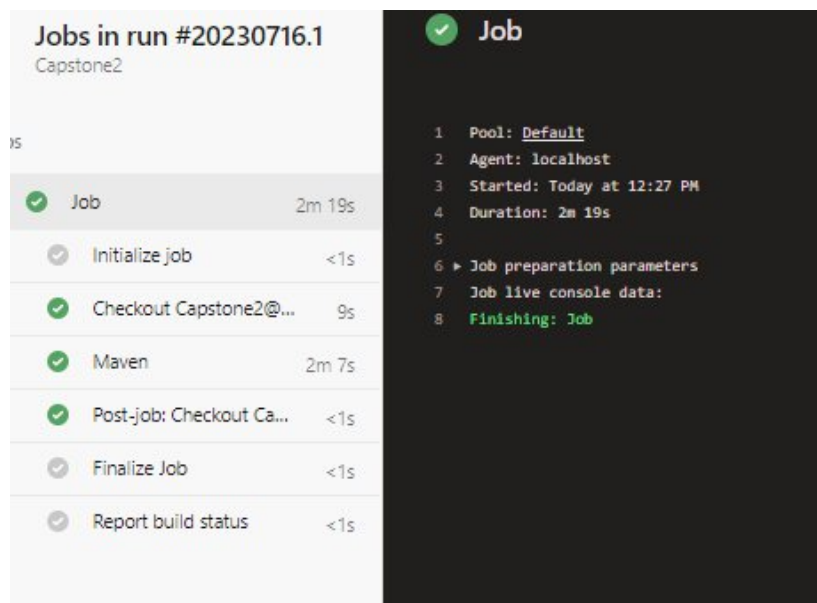 Jobs in run #20230716.1
Capstone2
os
Job 2m 19s
Initialize job <1s
Checkout Capstone2@... 9s
Maven 2m 7s
Post-job: Checkout Ca... <1s
Finalize Job <1s
Report build status <1s
Job
1 Pool: Default
2 Agent: localhost
3 Started: Today at 12:27 PM
4 Duration: 2m 19s
5
6 ▸ Job preparation parameters
7 Job live console data:
8 Finishing: Job